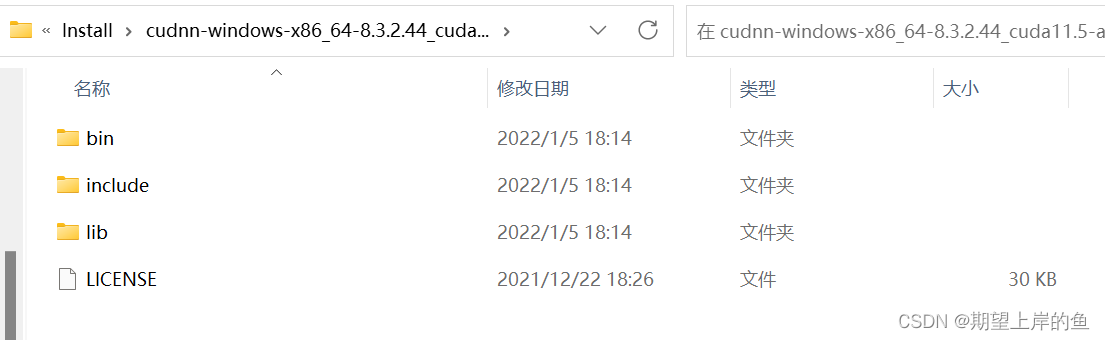 « Install › cudnn-windows-x86_64-8.3.2.44_cuda... › 在 cudnn-windows-x86_64-8.3.2.44_cuda11.5-a
名称 修改日期 类型 大小
bin 2022/1/5 18:14 文件夹
include 2022/1/5 18:14 文件夹
lib 2022/1/5 18:14 文件夹
LICENSE 2021/12/22 18:26 文件 30 KB
CSDN @期望上岸的鱼